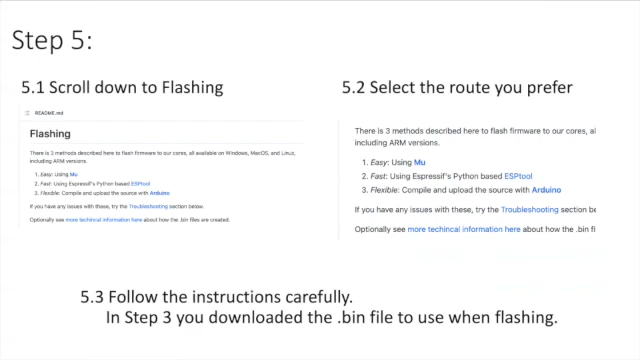 Step 5:
5.1 Scroll down to Flashing
README.md
Flashing
There is 3 methods described here to flash firmware to our cores, all available on Windows, MacOS, and Linux,
including ARM versions.
1. Easy: Using Mu
2. Fast: Using Espressif's Python based ESPtool
3. Flexible: Compile and upload the source with Arduino
If you have any issues with these, try the Troubleshooting section below.
Optionally see more techincal information here about how the .bin files are created.
5.2 Select the route you prefer
There is 3 methods described here to flash firmware to our cores, al
including ARM versions.
1. Easy: Using Mu
2. Fast: Using Espressif's Python based ESPtool
3. Flexible: Compile and upload the source with Arduino
If you have any issues with these, try the Troubleshooting section be
Optionally see more techincal information here about how the .bin fi
5.3 Follow the instructions carefully.
In Step 3 you downloaded the .bin file to use when flashing.